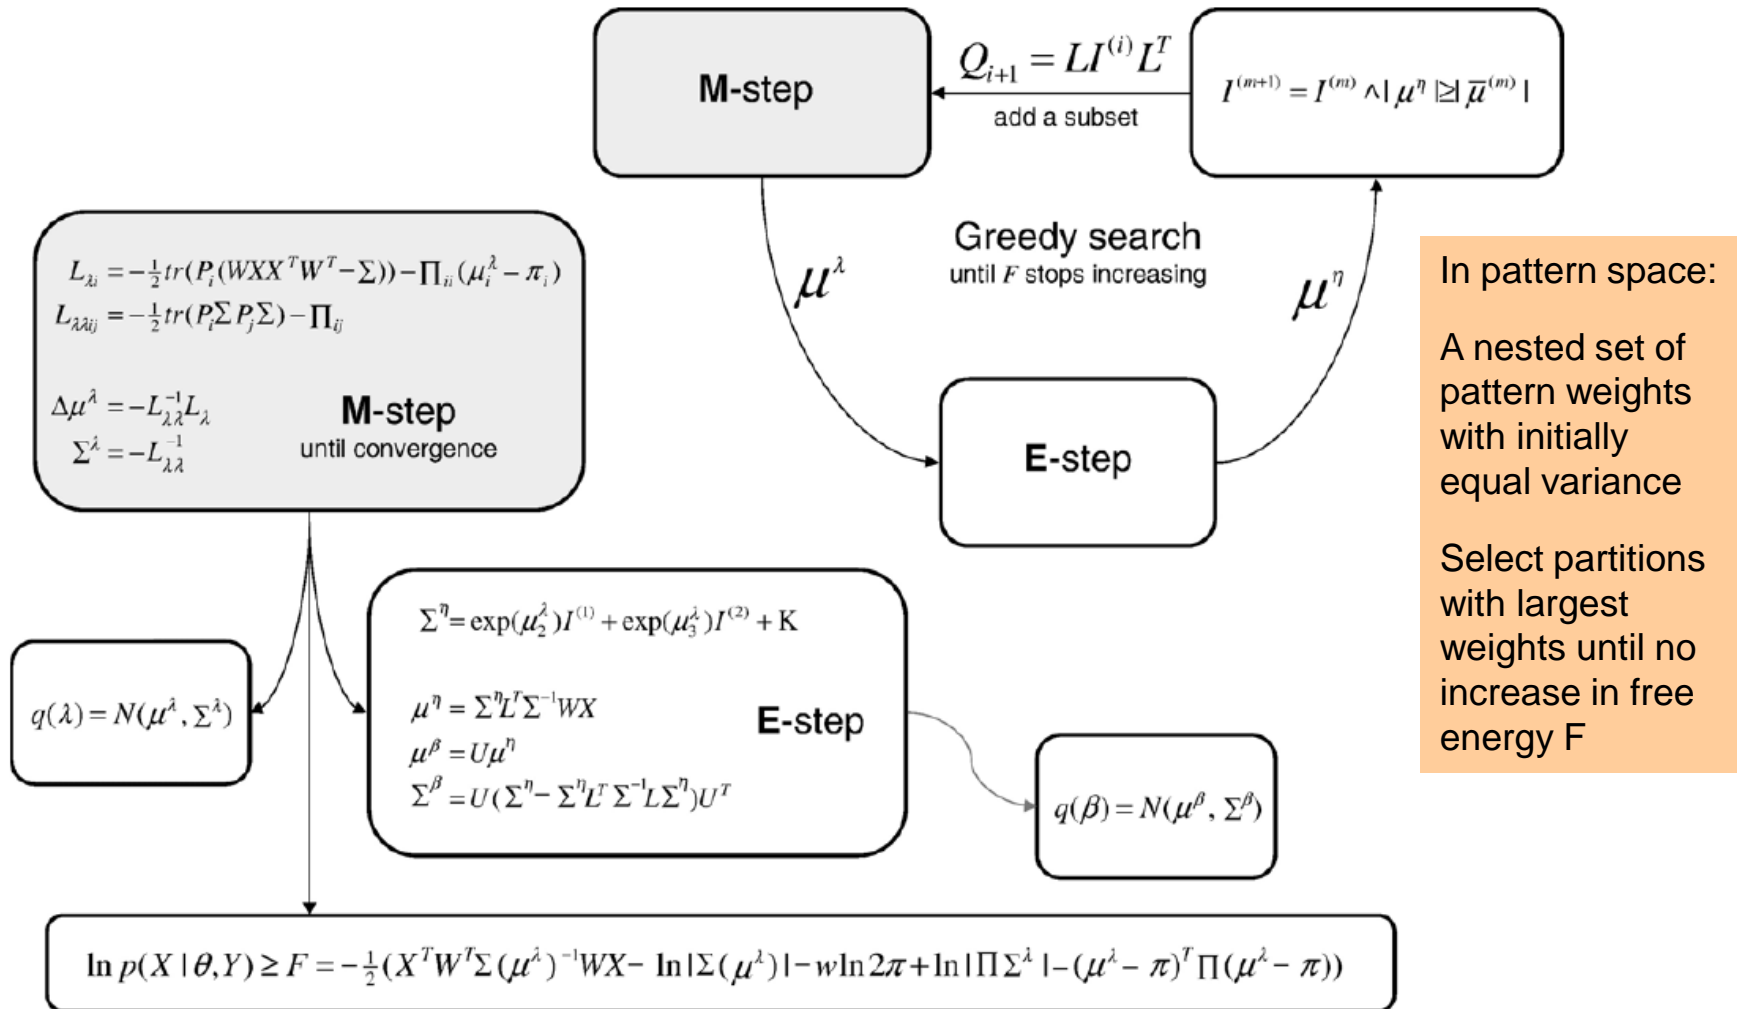 M-step
Q_{i+1} = LI^{(i)}L^T
add a subset
I^{(m+1)} = I^{(m)} ∧| μ^η |≥| μ̄^{(m)} |
Greedy search
until F stops increasing
μ^λ
μ^η
E-step
L_{λi} = −½tr(P_i(WXX^TW^T − Σ)) − Π_{ii}(μ_i^λ − π_i)
L_{λλij} = −½tr(P_iΣP_jΣ) − Π_{ij}
Δμ^λ = −L_{λλ}^{−1}L_λ
Σ^λ = −L_{λλ}^{−1}
M-step
until convergence
q(λ) = N(μ^λ, Σ^λ)
Σ^η = exp(μ_2^λ)I^{(1)} + exp(μ_3^λ)I^{(2)} + K
μ^η = Σ^ηL^TΣ^{−1}WX
μ^β = Uμ^η
Σ^β = U(Σ^η − Σ^ηL^TΣ^{−1}LΣ^η)U^T
E-step
q(β) = N(μ^β, Σ^β)
ln p(X | θ,Y) ≥ F = −½(X^TW^TΣ(μ^λ)^{−1}WX − ln|Σ(μ^λ)| − w ln 2π + ln|ΠΣ^λ| − (μ^λ − π)^TΠ(μ^λ − π))
In pattern space:
A nested set of
pattern weights
with initially
equal variance
Select partitions
with largest
weights until no
increase in free
energy F